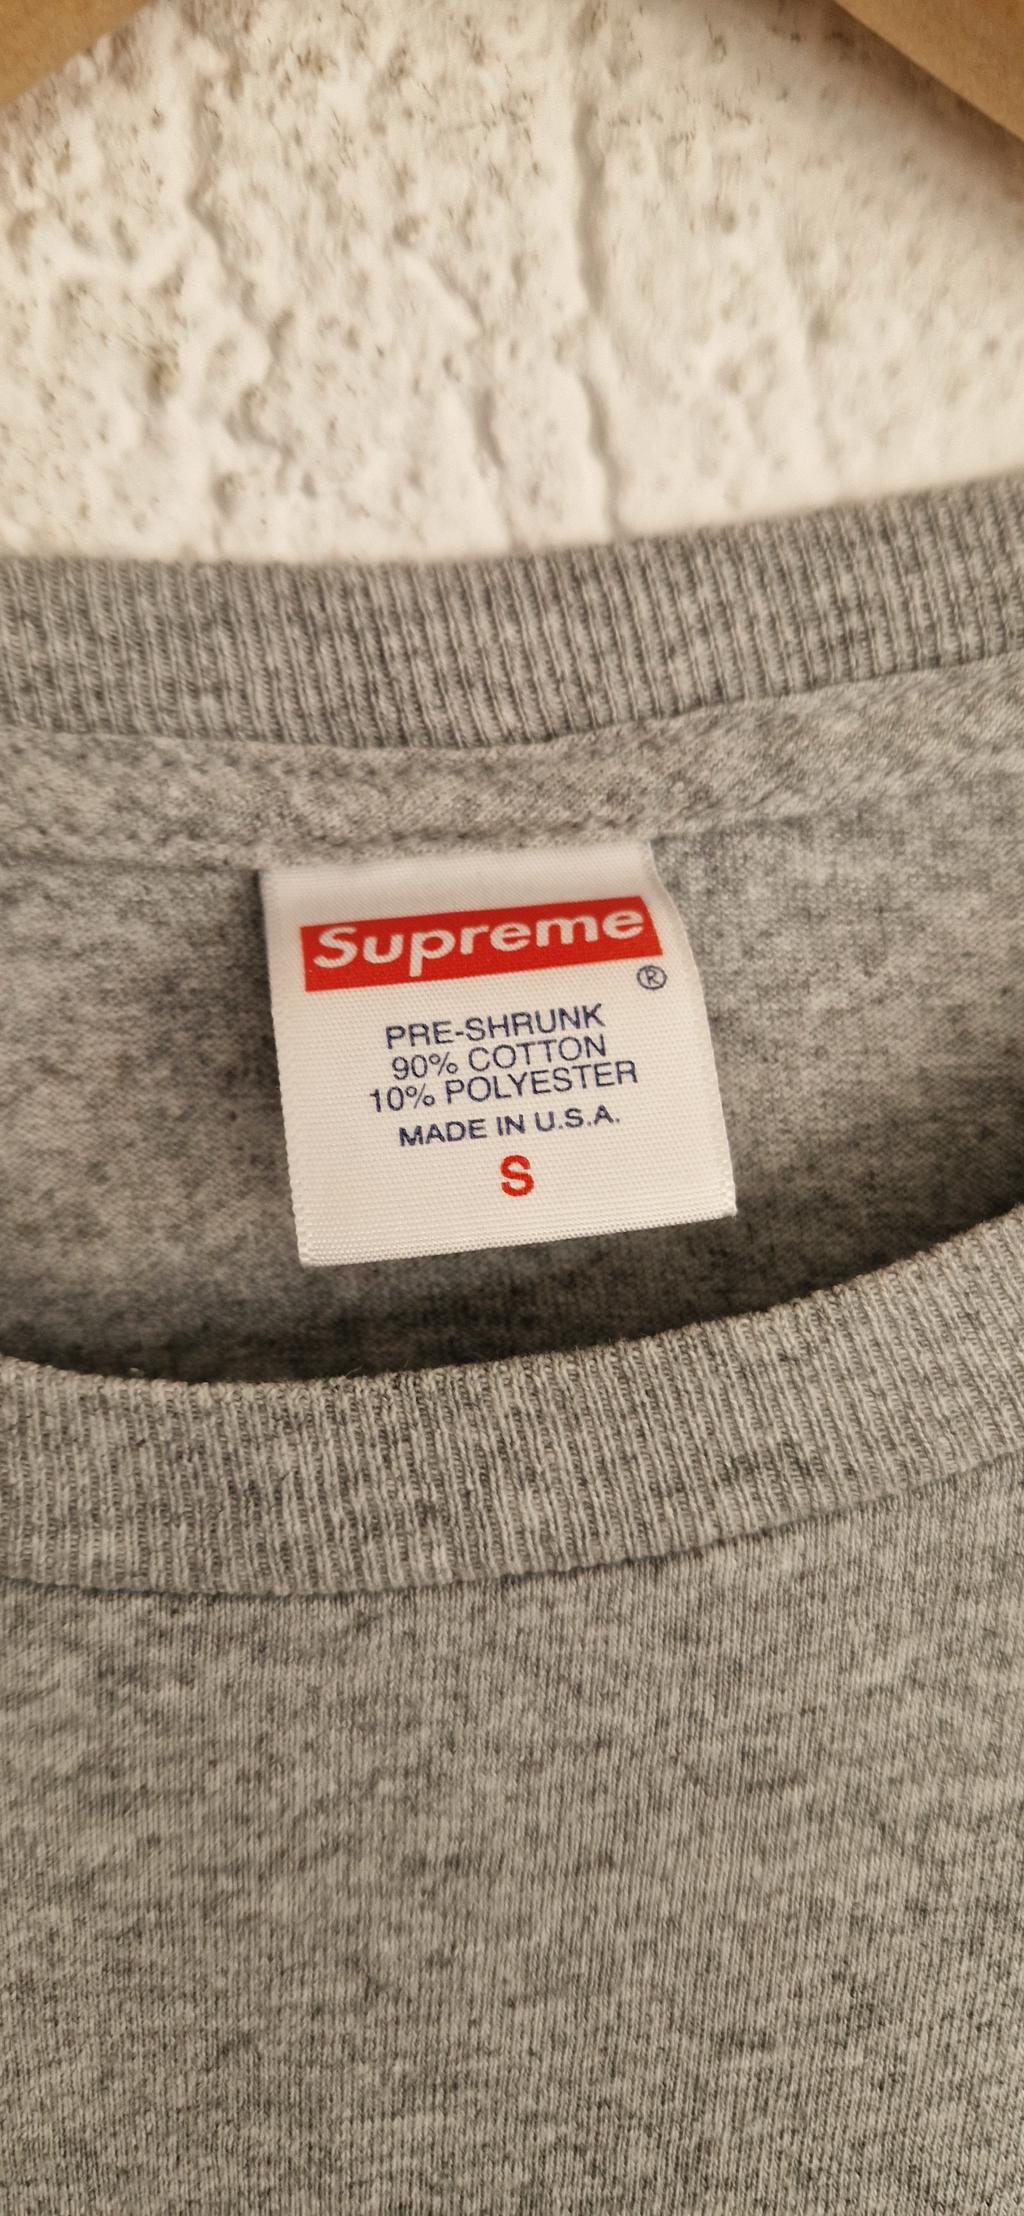 Supreme
®
PRE-SHRUNK
90% COTTON
10% POLYESTER
MADE IN U.S.A.
S